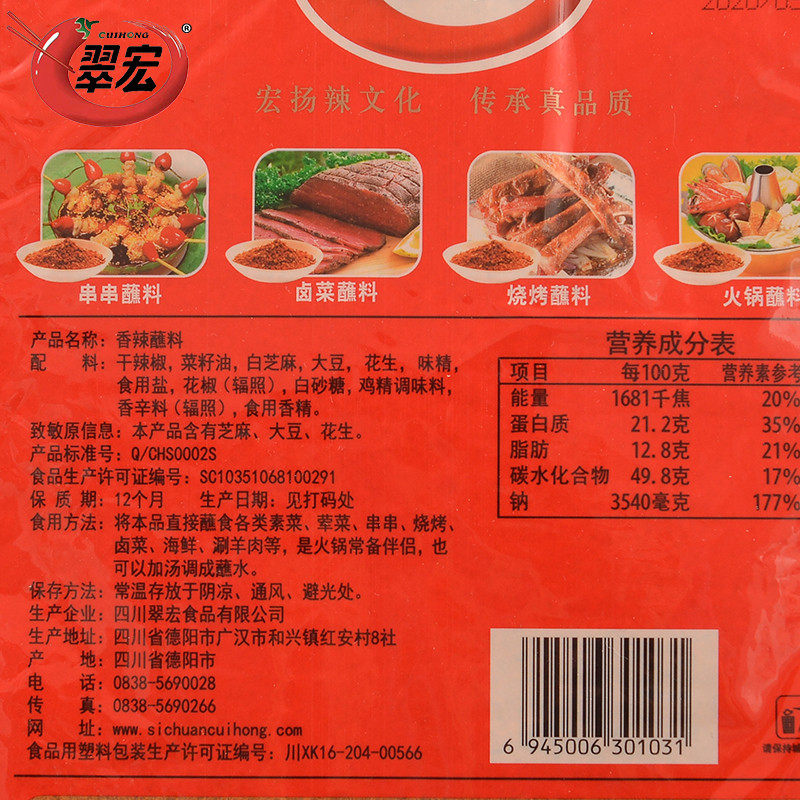 CUIHONG
翠宏®
宏扬辣文化 传承真品质
串串蘸料
卤菜蘸料
烧烤蘸料
火锅蘸料
产品名称：香辣蘸料
配 料：干辣椒，菜籽油，白芝麻，大豆，花生，味精，
食用盐，花椒（辐照），白砂糖，鸡精调味料，
香辛料（辐照），食用香精。
致敏原信息：本产品含有芝麻、大豆、花生。
产品标准号：Q/CHS0002S
食品生产许可证编号：SC10351068100291
保 质 期：12个月 生产日期：见打码处
食用方法：将本品直接蘸食各类素菜、荤菜、串串、烧烤、
卤菜、海鲜、涮羊肉等，是火锅常备伴侣，也
可以加汤调成蘸水。
保存方法：常温存放于阴凉、通风、避光处。
生产企业：四川翠宏食品有限公司
生产地址：四川省德阳市广汉市和兴镇红安村8社
产 地：四川省德阳市
电 话：0838-5690028
传 真：0838-5690266
网 址：www.sichuancuihong.com
食品用塑料包装生产许可证编号：川XK16-204-00566
营养成分表
项目 每100克 营养素参考
能量 1681千焦 20%
蛋白质 21.2克 35%
脂肪 12.8克 21%
碳水化合物 49.8克 17%
钠 3540毫克 177%
6 945006 301031
请保持城